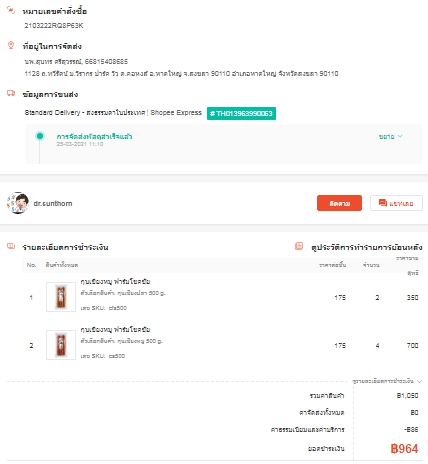 หมายเลขคำสั่งซื้อ
2103222RQ8P63K
ที่อยู่ในการจัดส่ง
นพ.สุนทร ศรีสุวรรณ์, 66815408685
1128 ถ.ทวีรัตน์ ม.วีรากร ปาร์ค วิว ต.คอหงส์ อ.หาดใหญ่ จ.สงขลา 90110 อำเภอหาดใหญ่ จังหวัดสงขลา 90110
ข้อมูลการขนส่ง
Standard Delivery - ส่งธรรมดาในประเทศ | Shopee Express # TH013963990063
การจัดส่งพัสดุสำเร็จแล้ว ขยาย
25-03-2021 11:10
dr.sunthorn ติดตาม แชทเลย
รายละเอียดการชำระเงิน ดูประวัติการทำรายการย้อนหลัง
No. สินค้าทั้งหมด ราคาต่อชิ้น จำนวน ราคาขายสุทธิ
กุนเชียงหมู ฟาร์มโชคชัย
1 ตัวเลือกสินค้า: กุนเชียงปลา 500 g. 175 2 350
เลข SKU: cfs500
กุนเชียงหมู ฟาร์มโชคชัย
2 ตัวเลือกสินค้า: กุนเชียงหมู 500 g. 175 4 700
เลข SKU: cs500
ดูรายละเอียดการชำระเงิน
รวมค่าสินค้า ฿1,050
ค่าจัดส่งทั้งหมด ฿0
ค่าธรรมเนียมและค่าบริการ -฿86
ยอดชำระเงิน ฿964